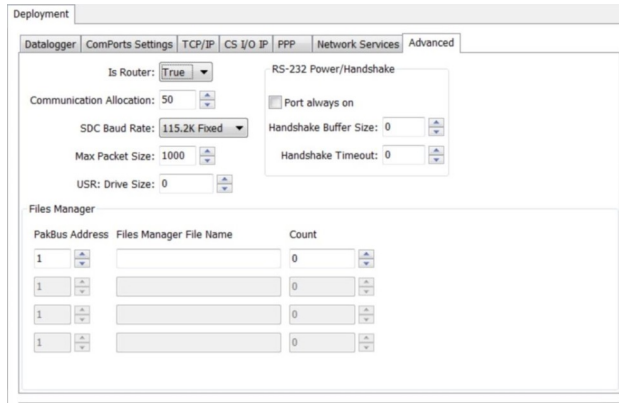 Deployment
Datalogger ComPorts Settings TCP/IP CS I/O IP PPP Network Services Advanced
Is Router: True
RS-232 Power/Handshake
Communication Allocation: 50
Port always on
SDC Baud Rate: 115.2K Fixed
Handshake Buffer Size: 0
Max Packet Size: 1000
Handshake Timeout: 0
USR: Drive Size: 0
Files Manager
PakBus Address Files Manager File Name Count
1 0
1 0
1 0
1 0